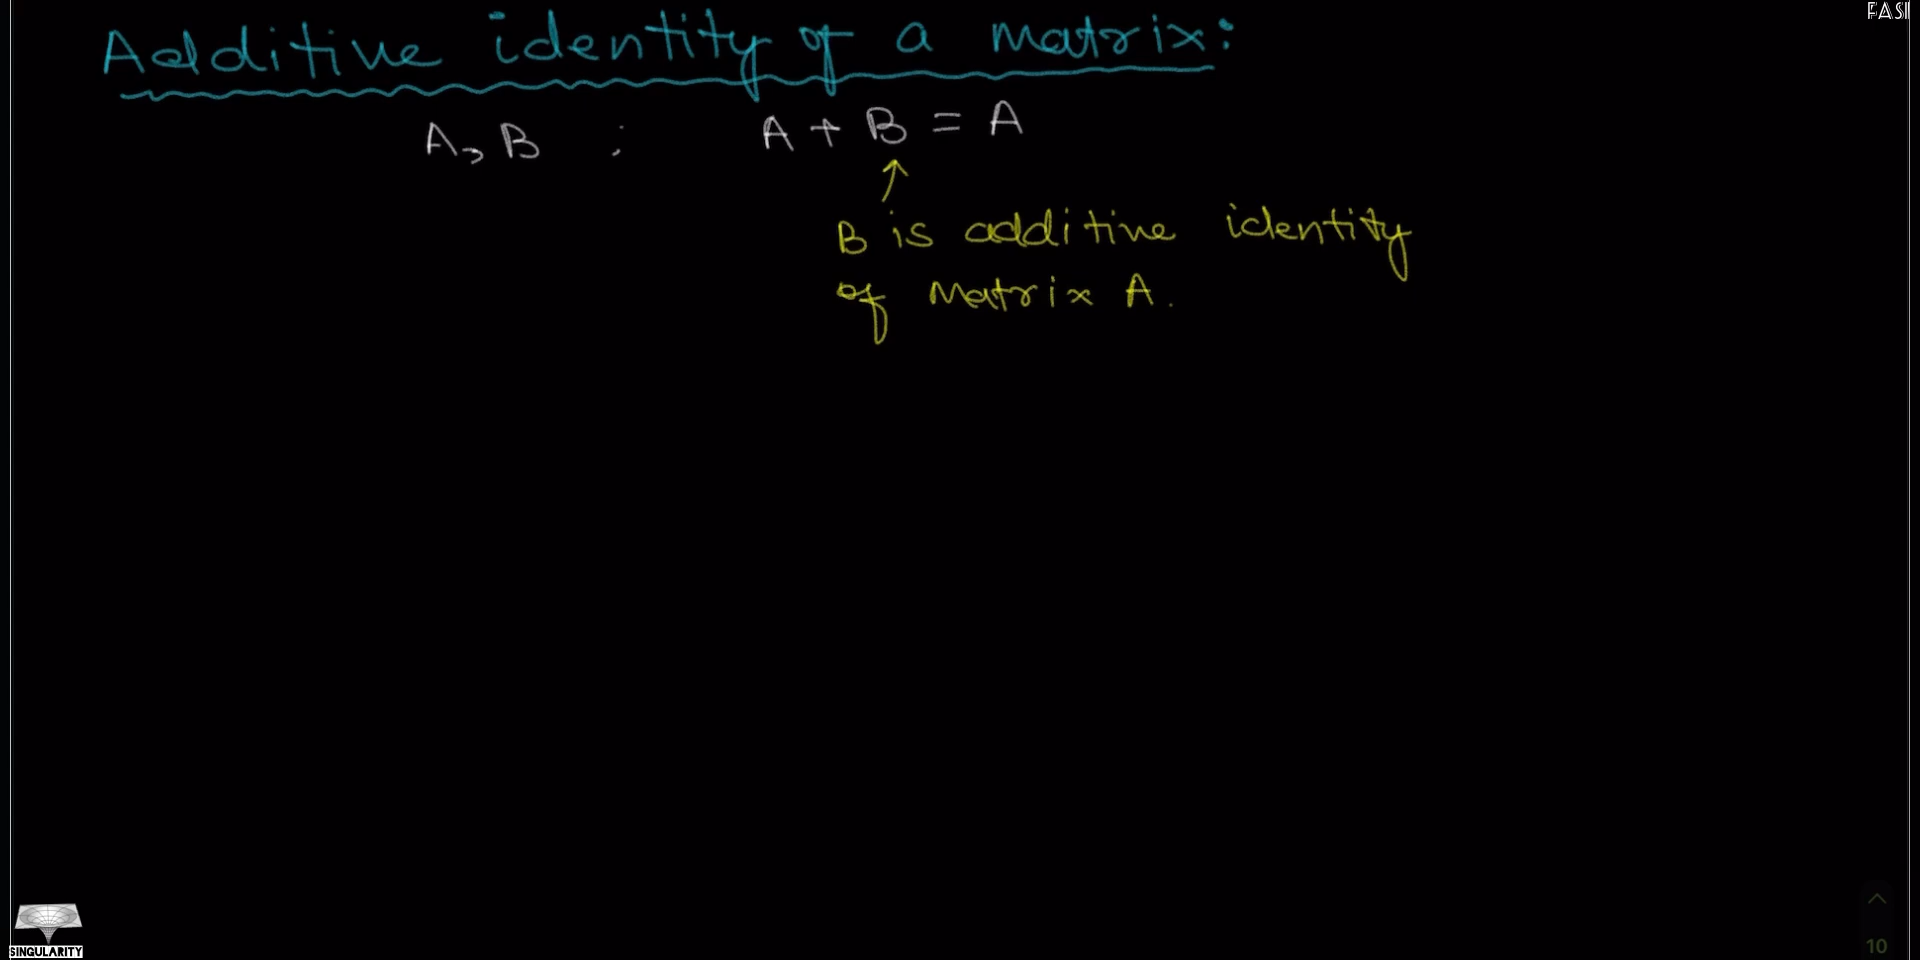 FASI
Additive identity of a matrix:
A, B : A + B = A
↑
B is additive identity
of Matrix A.
SINGULARITY
10